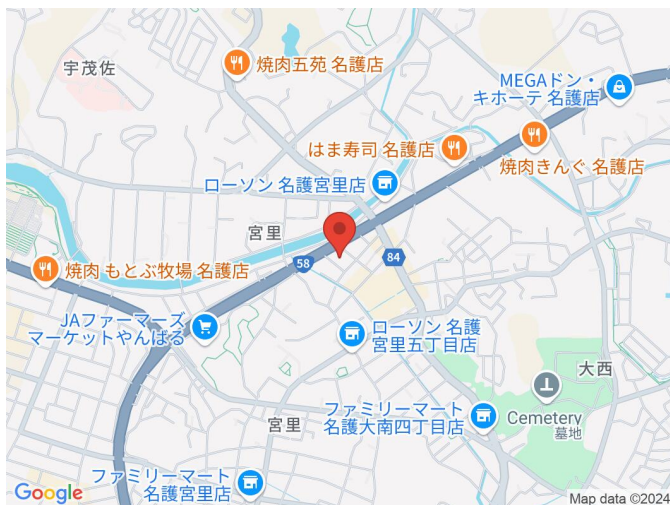 宇茂佐
焼肉五苑 名護店
MEGAドン・
キホーテ 名護店
はま寿司 名護店
焼肉きんぐ 名護店
ローソン 名護宮里店
宮里
58
84
焼肉 もとぶ牧場 名護店
JAファーマーズ
マーケットやんばる
ローソン 名護
宮里五丁目店
大西
Cemetery
墓地
宮里
ファミリーマート
名護大南四丁目店
ファミリーマート
名護宮里店
Google
Map data ©2024